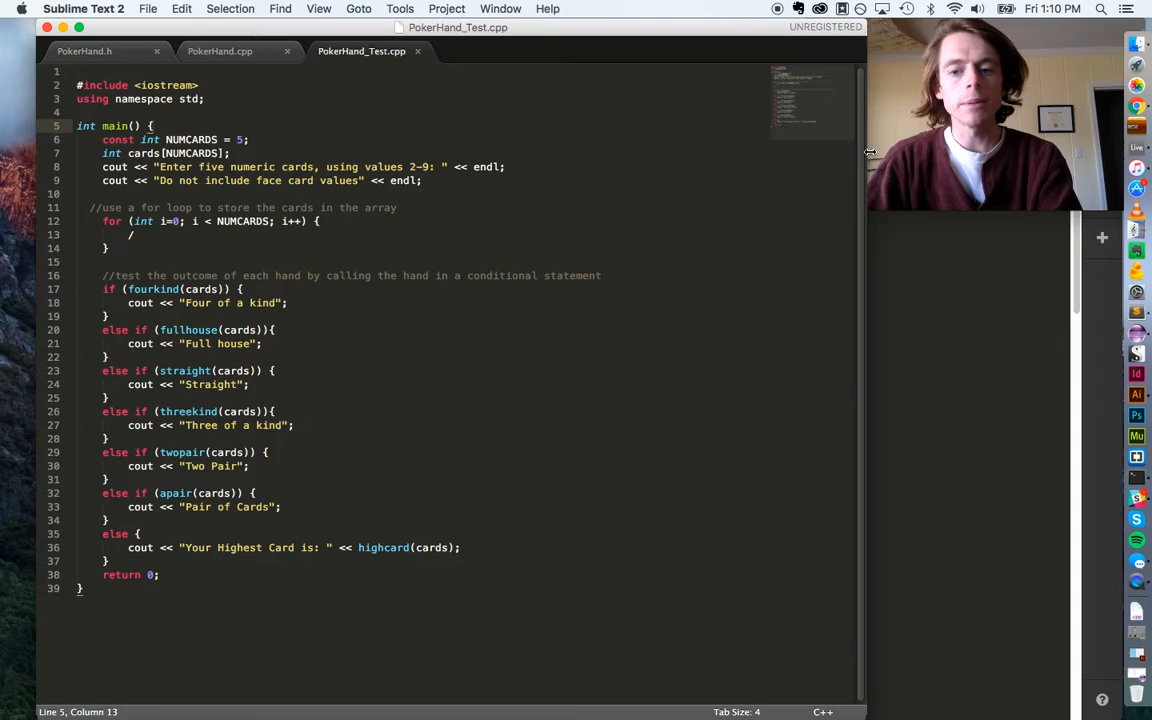 Sublime Text 2 File Edit Selection Find View Goto Tools Project Window Help Fri 1:10 PM
PokerHand_Test.cpp UNREGISTERED
PokerHand.h × PokerHand.cpp × PokerHand_Test.cpp ×
1
2 #include <iostream>
3 using namespace std;
4
5 int main() {
6 const int NUMCARDS = 5;
7 int cards[NUMCARDS];
8 cout << "Enter five numeric cards, using values 2-9: " << endl;
9 cout << "Do not include face card values" << endl;
10
11 //use a for loop to store the cards in the array
12 for (int i=0; i < NUMCARDS; i++) {
13 /
14 }
15
16 //test the outcome of each hand by calling the hand in a conditional statement
17 if (fourkind(cards)) {
18 cout << "Four of a kind";
19 }
20 else if (fullhouse(cards)){
21 cout << "Full house";
22 }
23 else if (straight(cards)) {
24 cout << "Straight";
25 }
26 else if (threekind(cards)){
27 cout << "Three of a kind";
28 }
29 else if (twopair(cards)) {
30 cout << "Two Pair";
31 }
32 else if (apair(cards)) {
33 cout << "Pair of Cards";
34 }
35 else {
36 cout << "Your Highest Card is: " << highcard(cards);
37 }
38 return 0;
39 }
Live
Id
Ai
Ps
Mu
Line 5, Column 13 Tab Size: 4 C++